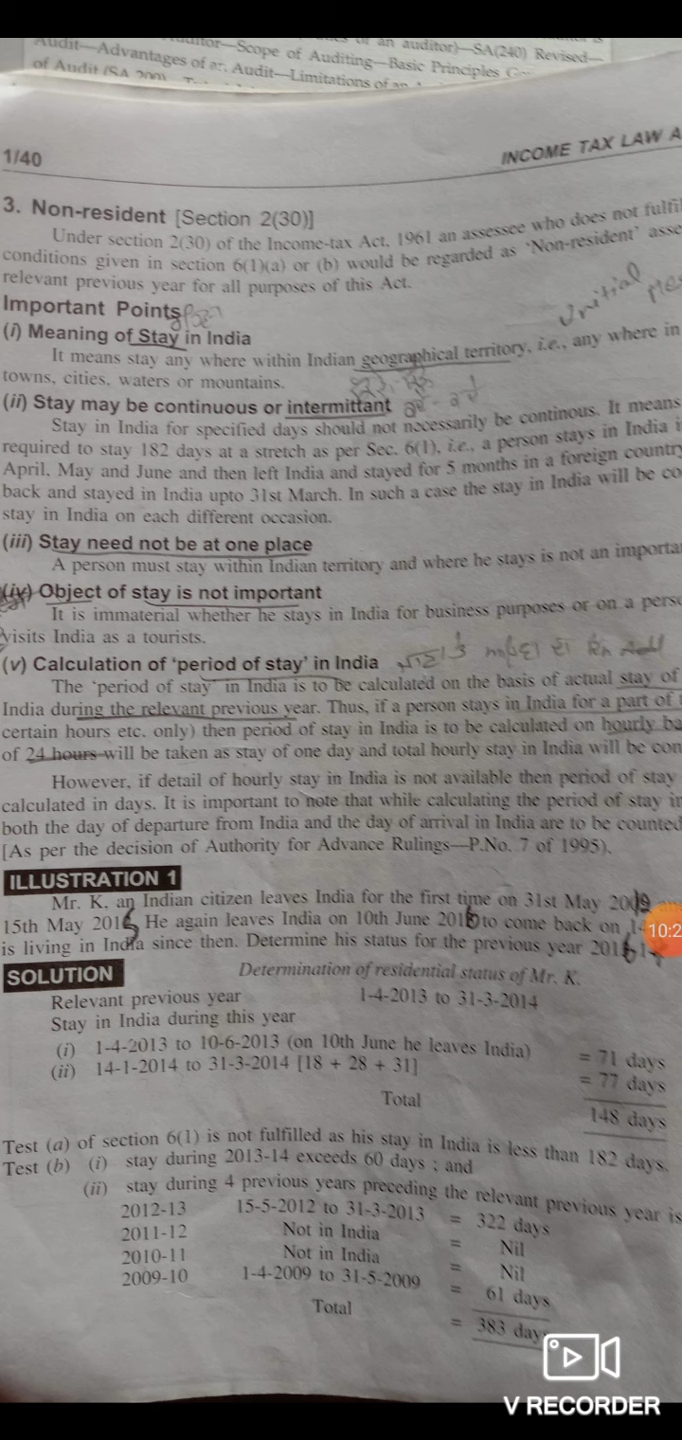 Audit—Advantages of an Audit—Limitations of an
Auditor—Scope of Auditing—Basic Principles
of an auditor)—SA(240) Revised—
of Audit (SA 200)
1/40
INCOME TAX LAW A
3. Non-resident [Section 2(30)]
Under section 2(30) of the Income-tax Act, 1961 an assessee who does not fulfil
conditions given in section 6(1)(a) or (b) would be regarded as 'Non-resident' asse
relevant previous year for all purposes of this Act.
Important Points
(i) Meaning of Stay in India
It means stay any where within Indian geographical territory, i.e., any where in
towns, cities, waters or mountains.
(ii) Stay may be continuous or intermittant
Stay in India for specified days should not necessarily be continous. It means
required to stay 182 days at a stretch as per Sec. 6(1), i.e., a person stays in India i
April, May and June and then left India and stayed for 5 months in a foreign country
back and stayed in India upto 31st March. In such a case the stay in India will be co
stay in India on each different occasion.
(iii) Stay need not be at one place
A person must stay within Indian territory and where he stays is not an importa
(iv) Object of stay is not important
It is immaterial whether he stays in India for business purposes or on a perso
visits India as a tourists.
(v) Calculation of 'period of stay' in India
The 'period of stay' in India is to be calculated on the basis of actual stay of
India during the relevant previous year. Thus, if a person stays in India for a part of t
certain hours etc. only) then period of stay in India is to be calculated on hourly ba
of 24 hours will be taken as stay of one day and total hourly stay in India will be con
However, if detail of hourly stay in India is not available then period of stay
calculated in days. It is important to note that while calculating the period of stay in
both the day of departure from India and the day of arrival in India are to be counted
[As per the decision of Authority for Advance Rulings—P.No. 7 of 1995).
ILLUSTRATION 1
Mr. K. an Indian citizen leaves India for the first time on 31st May
15th May He again leaves India on 10th June to come back on
10:2
is living in India since then. Determine his status for the previous year
SOLUTION
Determination of residential status of Mr. K.
Relevant previous year 1-4-2013 to 31-3-2014
Stay in India during this year
(i) 1-4-2013 to 10-6-2013 (on 10th June he leaves India) = 71 days
(ii) 14-1-2014 to 31-3-2014 [18 + 28 + 31] = 77 days
Total 148 days
Test (a) of section 6(1) is not fulfilled as his stay in India is less than 182 days.
Test (b) (i) stay during 2013-14 exceeds 60 days ; and
(ii) stay during 4 previous years preceding the relevant previous year is
2012-13 15-5-2012 to 31-3-2013 = 322 days
2011-12 Not in India = Nil
2010-11 Not in India = Nil
2009-10 1-4-2009 to 31-5-2009 = 61 days
Total = 383 day
V RECORDER